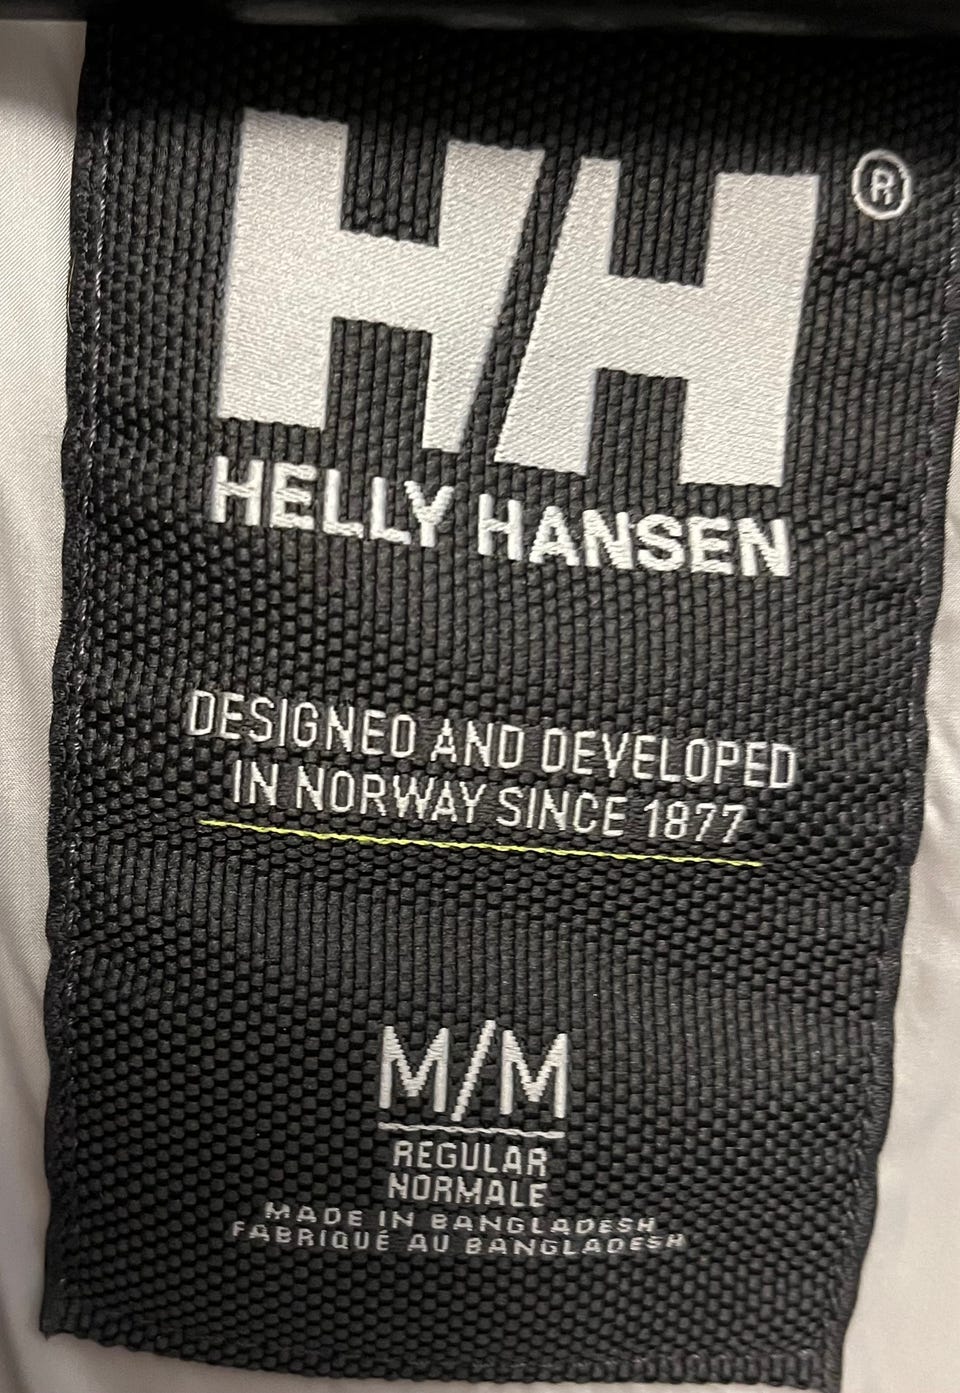 HH®
HELLY HANSEN
DESIGNED AND DEVELOPED
IN NORWAY SINCE 1877
M/M
REGULAR
NORMALE
MADE IN BANGLADESH
FABRIQUÉ AU BANGLADESH